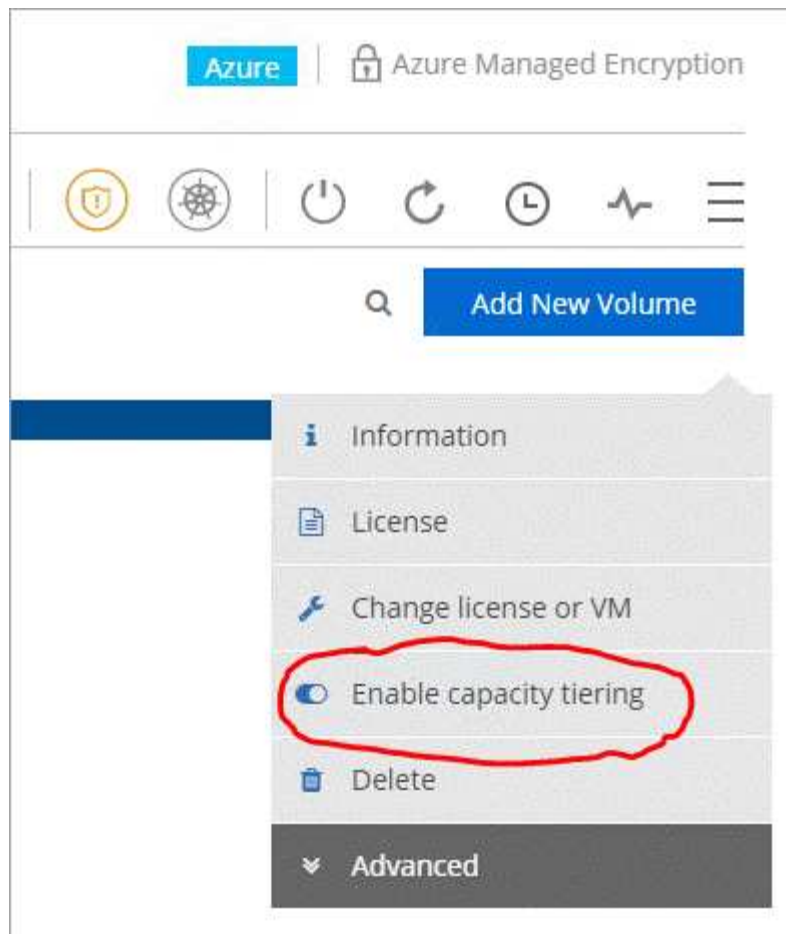 Azure Azure Managed Encryption
Add New Volume
Information
License
Change license or VM
Enable capacity tiering
Delete
Advanced